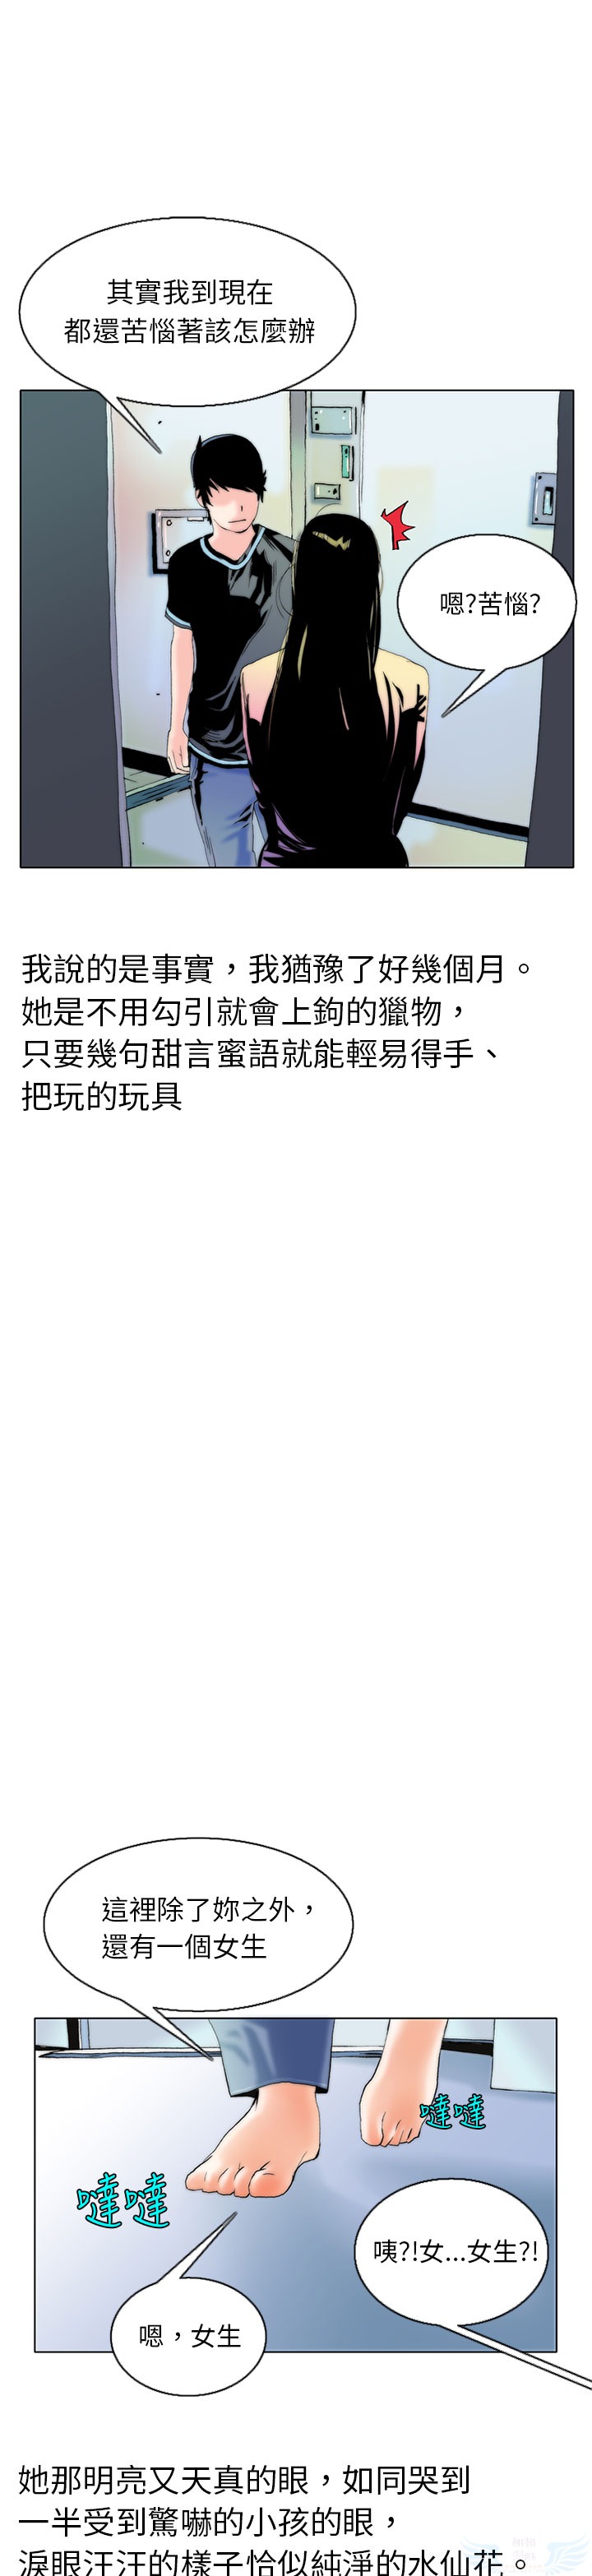 其實我到現在
都還苦惱著該怎麼辦
嗯?苦惱?
我說的是事實，我猶豫了好幾個月。
她是不用勾引就會上鉤的獵物，
只要幾句甜言蜜語就能輕易得手、
把玩的玩具
這裡除了妳之外，
還有一個女生
噠噠
噠噠
咦?!女...女生?!
嗯，女生
她那明亮又天真的眼，如同哭到
一半受到驚嚇的小孩的眼，
淚眼汪汪的樣子恰似純淨的水仙花。